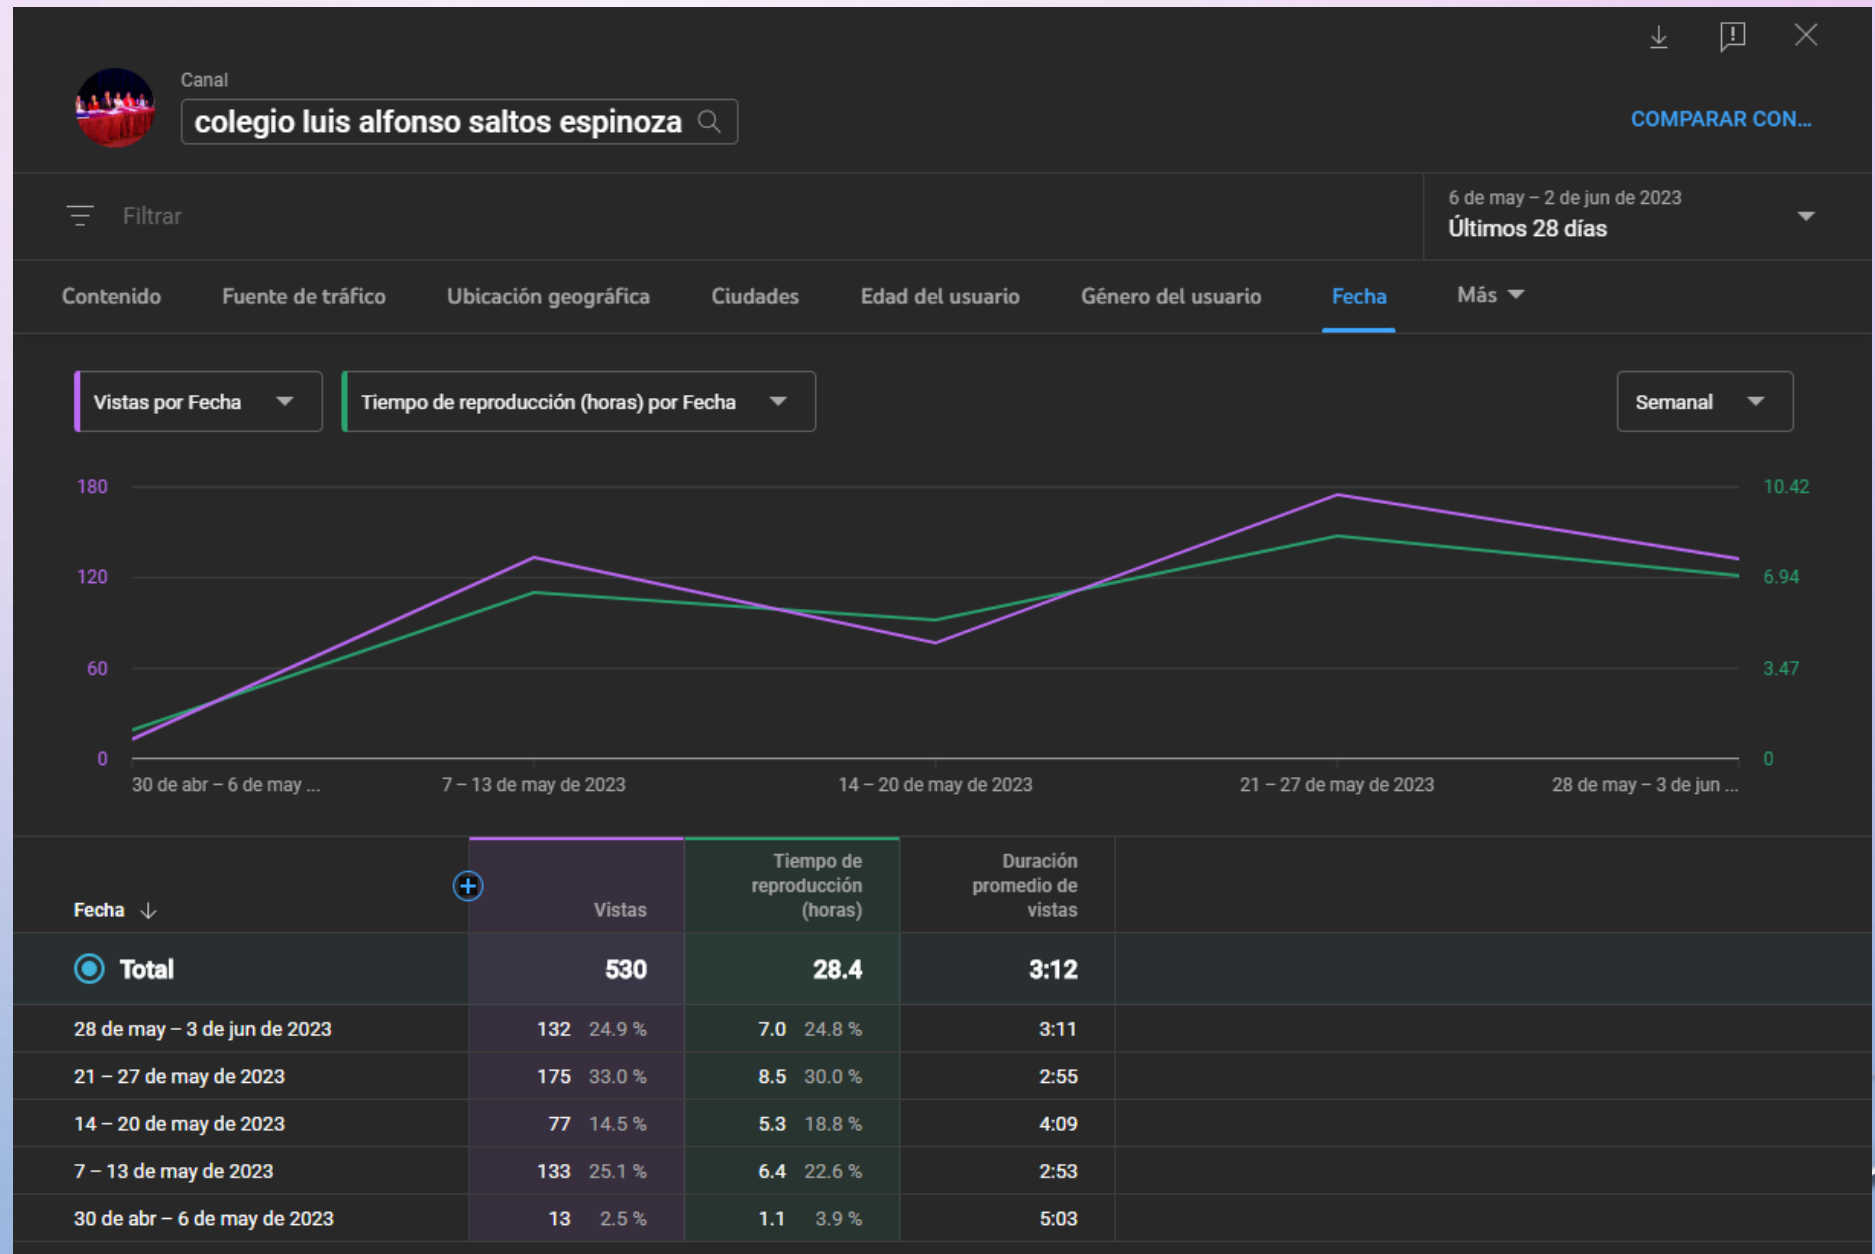 Canal
colegio luis alfonso saltos espinoza
COMPARAR CON...
Filtrar
6 de may – 2 de jun de 2023
Últimos 28 días
Contenido Fuente de tráfico Ubicación geográfica Ciudades Edad del usuario Género del usuario Fecha Más
Vistas por Fecha Tiempo de reproducción (horas) por Fecha Semanal
180 10.42
120 6.94
60 3.47
0 0
30 de abr – 6 de may ... 7 – 13 de may de 2023 14 – 20 de may de 2023 21 – 27 de may de 2023 28 de may – 3 de jun ...
Fecha
Vistas
Tiempo de
reproducción
(horas)
Duración
promedio de
vistas
Total 530 28.4 3:12
28 de may – 3 de jun de 2023 132 24.9 % 7.0 24.8 % 3:11
21 – 27 de may de 2023 175 33.0 % 8.5 30.0 % 2:55
14 – 20 de may de 2023 77 14.5 % 5.3 18.8 % 4:09
7 – 13 de may de 2023 133 25.1 % 6.4 22.6 % 2:53
30 de abr – 6 de may de 2023 13 2.5 % 1.1 3.9 % 5:03